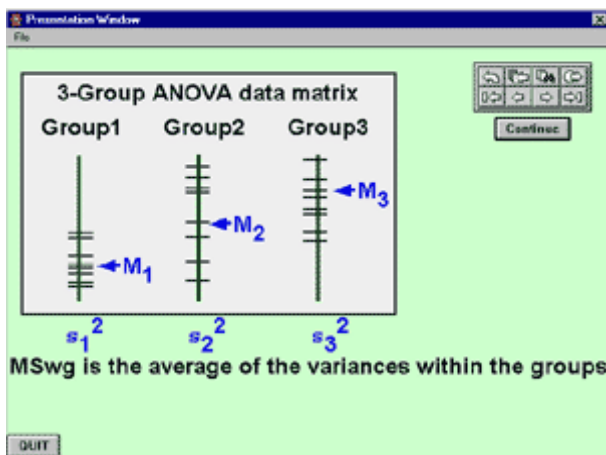 Presentation Window
File
3-Group ANOVA data matrix
Group1 Group2 Group3
M1
M2
M3
s1² s2² s3²
MSwg is the average of the variances within the groups
Continue
QUIT